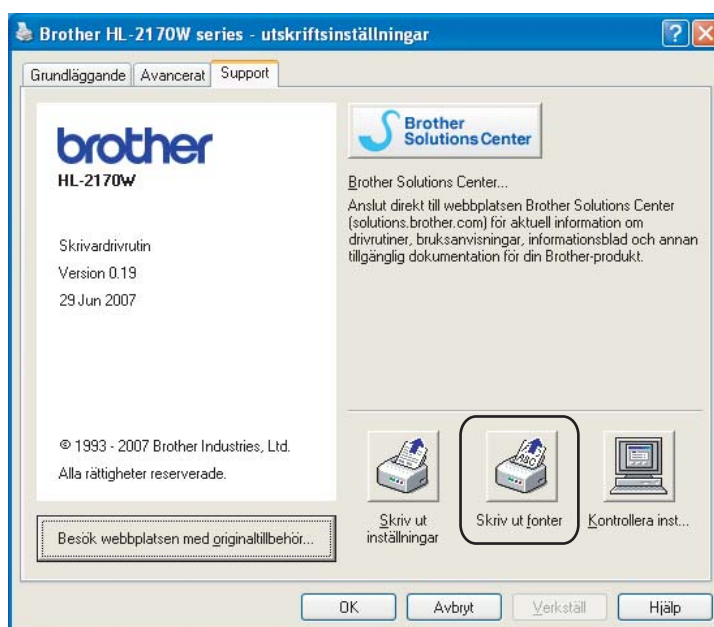 Brother HL-2170W series - utskriftsinställningar
Grundläggande Avancerat Support
brother
HL-2170W
Skrivardrivrutin
Version 0.19
29 Jun 2007
© 1993 - 2007 Brother Industries, Ltd.
Alla rättigheter reserverade.
Besök webbplatsen med originaltillbehör...
Brother
Solutions Center
Brother Solutions Center...
Anslut direkt till webbplatsen Brother Solutions Center
(solutions.brother.com) för aktuell information om
drivrutiner, bruksanvisningar, informationsblad och annan
tillgänglig dokumentation för din Brother-produkt.
ABC
Skriv ut
inställningar
Skriv ut fonter
Kontrollera inst...
OK Avbryt Verkställ Hjälp